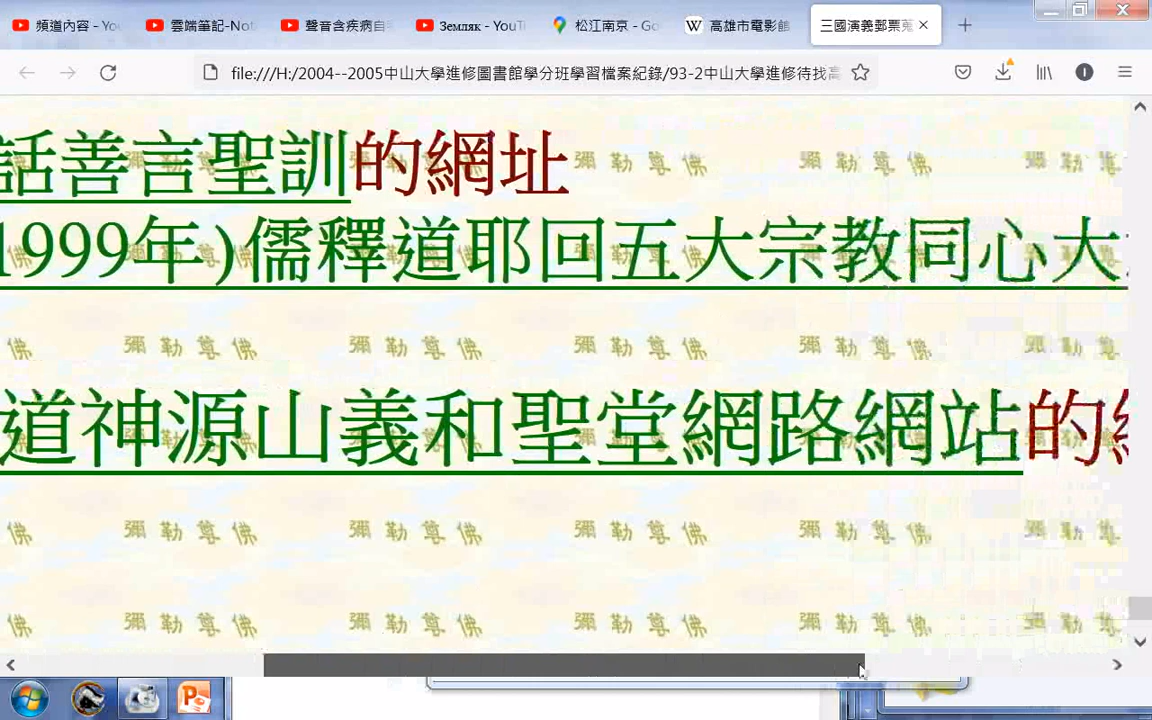 頻道內容 - Yo
雲端筆記-Not
聲音含疾病自
Земляк - YouTu
松江南京 - Go
高雄市電影館
三國演義郵票蒐
file:///H:/2004--2005中山大學進修圖書館學分班學習檔案紀錄/93-2中山大學進修待找高
話善言聖訓的網址
1999年)儒釋道耶回五大宗教同心大
道神源山義和聖堂網路網站的
彌勒尊佛